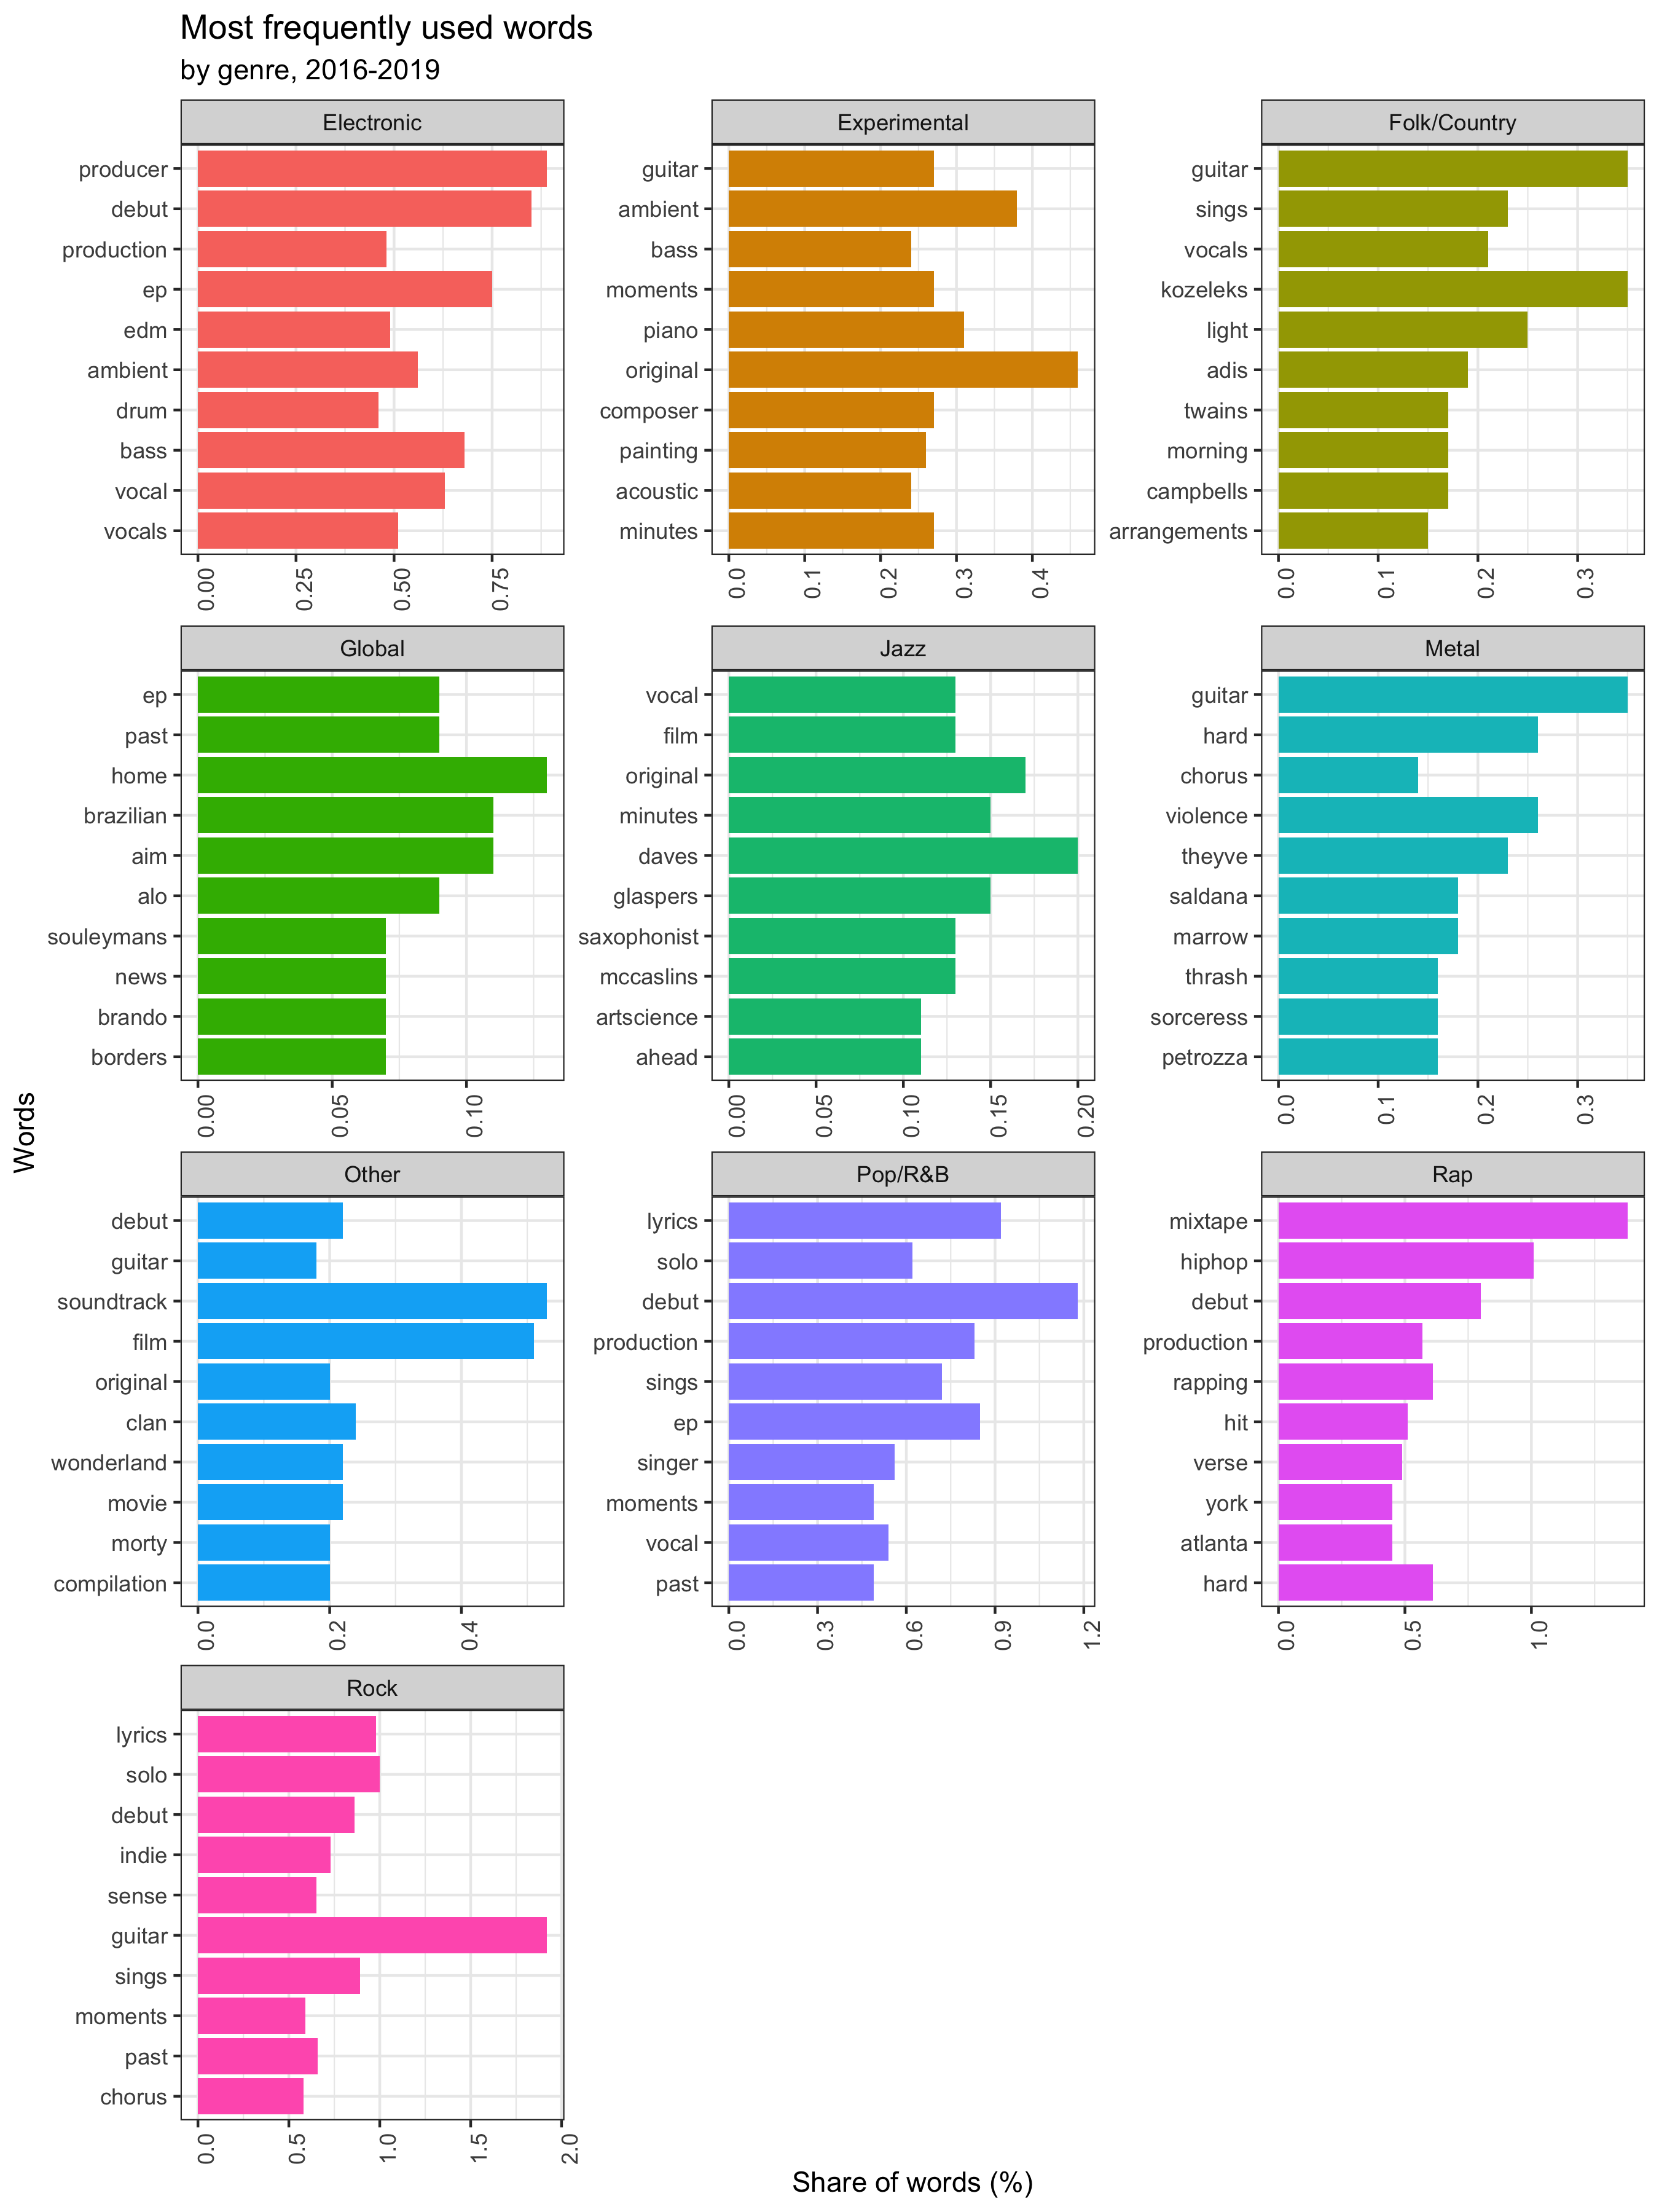 Most frequently used words
by genre, 2016-2019
Electronic
producer
debut
production
ep
edm
ambient
drum
bass
vocal
vocals
0.00
0.25
0.50
0.75
Experimental
guitar
ambient
bass
moments
piano
original
composer
painting
acoustic
minutes
0.0
0.1
0.2
0.3
0.4
Folk/Country
guitar
sings
vocals
kozeleks
light
adis
twains
morning
campbells
arrangements
0.0
0.1
0.2
0.3
Global
ep
past
home
brazilian
aim
alo
souleymans
news
brando
borders
0.00
0.05
0.10
Jazz
vocal
film
original
minutes
daves
glaspers
saxophonist
mccaslins
artscience
ahead
0.00
0.05
0.10
0.15
0.20
Metal
guitar
hard
chorus
violence
theyve
saldana
marrow
thrash
sorceress
petrozza
0.0
0.1
0.2
0.3
Words
Other
debut
guitar
soundtrack
film
original
clan
wonderland
movie
morty
compilation
0.0
0.2
0.4
Pop/R&B
lyrics
solo
debut
production
sings
ep
singer
moments
vocal
past
0.0
0.3
0.6
0.9
1.2
Rap
mixtape
hiphop
debut
production
rapping
hit
verse
york
atlanta
hard
0.0
0.5
1.0
Rock
lyrics
solo
debut
indie
sense
guitar
sings
moments
past
chorus
0.0
0.5
1.0
1.5
2.0
Share of words (%)